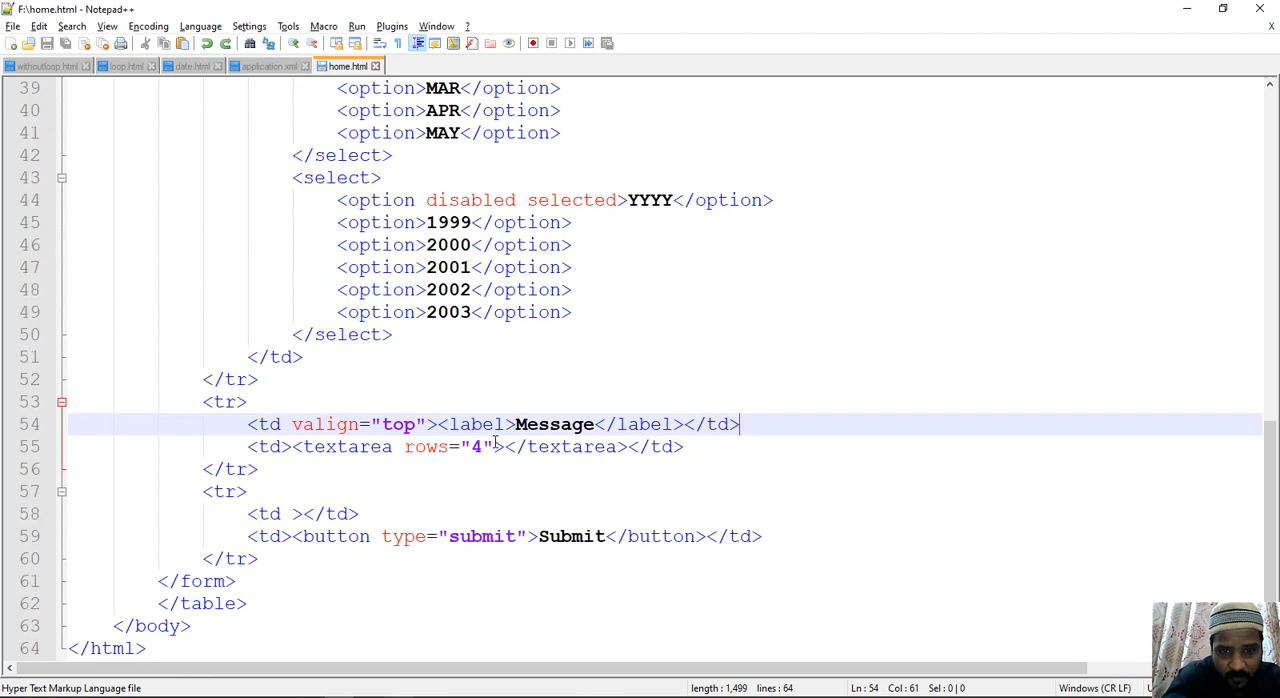 F:\home.html - Notepad++
File Edit Search View Encoding Language Settings Tools Macro Run Plugins Window ?
X
withoutloop.html loop.html date.html application.xml home.html
39 <option>MAR</option>
40 <option>APR</option>
41 <option>MAY</option>
42 </select>
43 <select>
44 <option disabled selected>YYYY</option>
45 <option>1999</option>
46 <option>2000</option>
47 <option>2001</option>
48 <option>2002</option>
49 <option>2003</option>
50 </select>
51 </td>
52 </tr>
53 <tr>
54 <td valign="top"><label>Message</label></td>
55 <td><textarea rows="4"></textarea></td>
56 </tr>
57 <tr>
58 <td ></td>
59 <td><button type="submit">Submit</button></td>
60 </tr>
61 </form>
62 </table>
63 </body>
64 </html>
Hyper Text Markup Language file length : 1,499 lines : 64 Ln : 54 Col : 61 Sel : 0 | 0 Windows (CR LF)